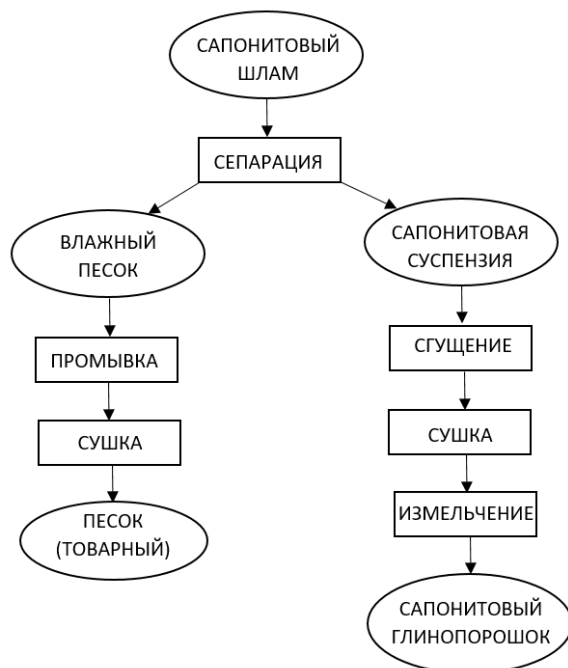 САПОНИТОВЫЙ
ШЛАМ
СЕПАРАЦИЯ
ВЛАЖНЫЙ
ПЕСОК
САПОНИТОВАЯ
СУСПЕНЗИЯ
ПРОМЫВКА
СГУЩЕНИЕ
СУШКА
СУШКА
ПЕСОК
(ТОВАРНЫЙ)
ИЗМЕЛЬЧЕНИЕ
САПОНИТОВЫЙ
ГЛИНОПОРОШОК